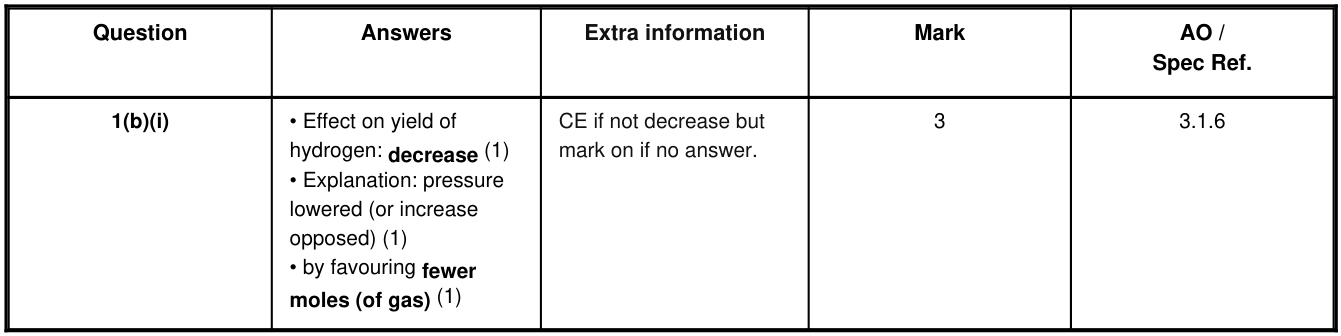 Question
Answers
Extra information
Mark
AO /
Spec Ref.
1(b)(i)
• Effect on yield of
hydrogen: decrease (1)
• Explanation: pressure
lowered (or increase
opposed) (1)
• by favouring fewer
moles (of gas) (1)
CE if not decrease but
mark on if no answer.
3
3.1.6